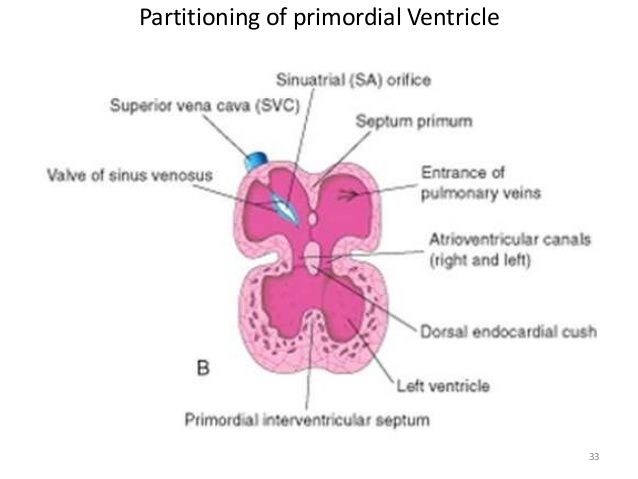 Partitioning of primordial Ventricle
Sinuatrial (SA) orifice
Superior vena cava (SVC)
Septum primum
Valve of sinus venosus
Entrance of
pulmonary veins
Atrioventricular canals
(right and left)
Dorsal endocardial cush
B
Left ventricle
Primordial interventricular septum
33